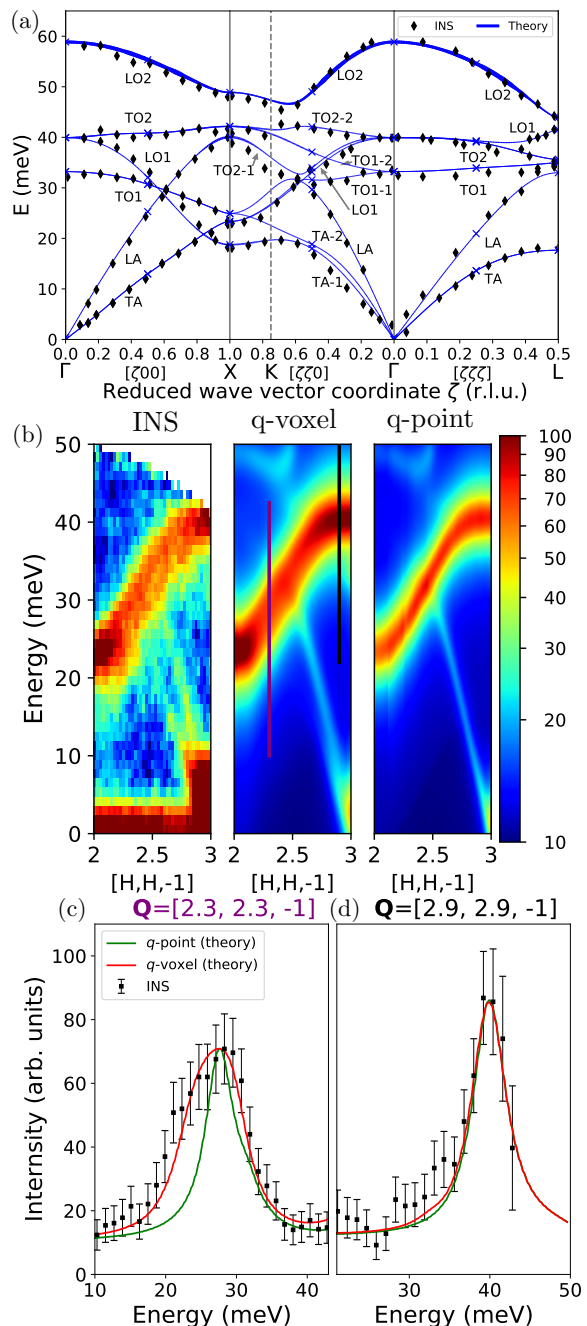 (a)
INS
Theory
60
50
40
30
20
10
0
E (meV)
LO2
LO2
TO2
TO2-2
LO1
LO1
TO2
TO1
TO2-1
TO1-2
TO1-1
LO1
TO1
LA
TA-2
LA
LA
TA
TA-1
TA
0.0 0.2 0.4 0.6 0.8 1.0 0.8 0.6 0.4 0.2 0.0 0.1 0.2 0.3 0.4 0.5
Γ [ζ00] X K [ζζ0] Γ [ζζζ] L
Reduced wave vector coordinate ζ (r.l.u.)
(b)
INS q-voxel q-point
50
40
30
20
10
0
Energy (meV)
100
90
80
70
60
50
40
30
20
10
2 2.5 3 2 2.5 3 2 2.5 3
[H,H,-1] [H,H,-1] [H,H,-1]
(c) Q=[2.3, 2.3, -1] (d) Q=[2.9, 2.9, -1]
q-point (theory)
q-voxel (theory)
INS
100
80
60
40
20
0
Internsity (arb. units)
10 20 30 40 30 40 50
Energy (meV) Energy (meV)